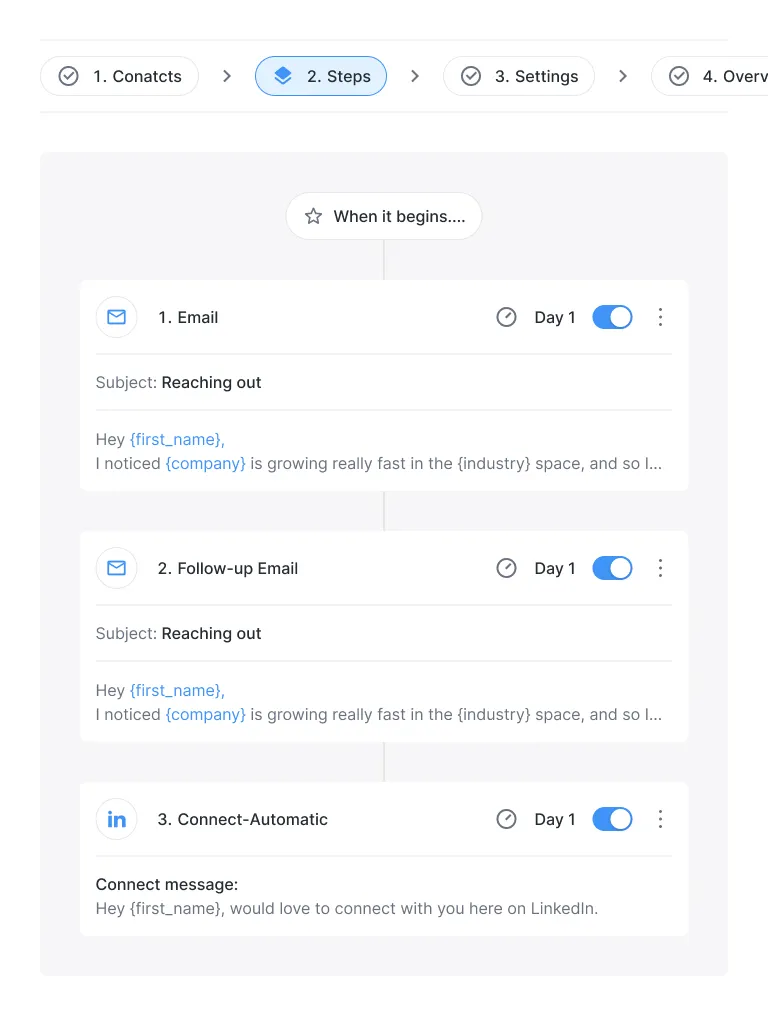 1. Conatcts
2. Steps
3. Settings
4. Overv
When it begins....
1. Email
Day 1
Subject: Reaching out
Hey {first_name},
I noticed {company} is growing really fast in the {industry} space, and so I...
2. Follow-up Email
Day 1
Subject: Reaching out
Hey {first_name},
I noticed {company} is growing really fast in the {industry} space, and so I...
in
3. Connect-Automatic
Day 1
Connect message:
Hey {first_name}, would love to connect with you here on LinkedIn.